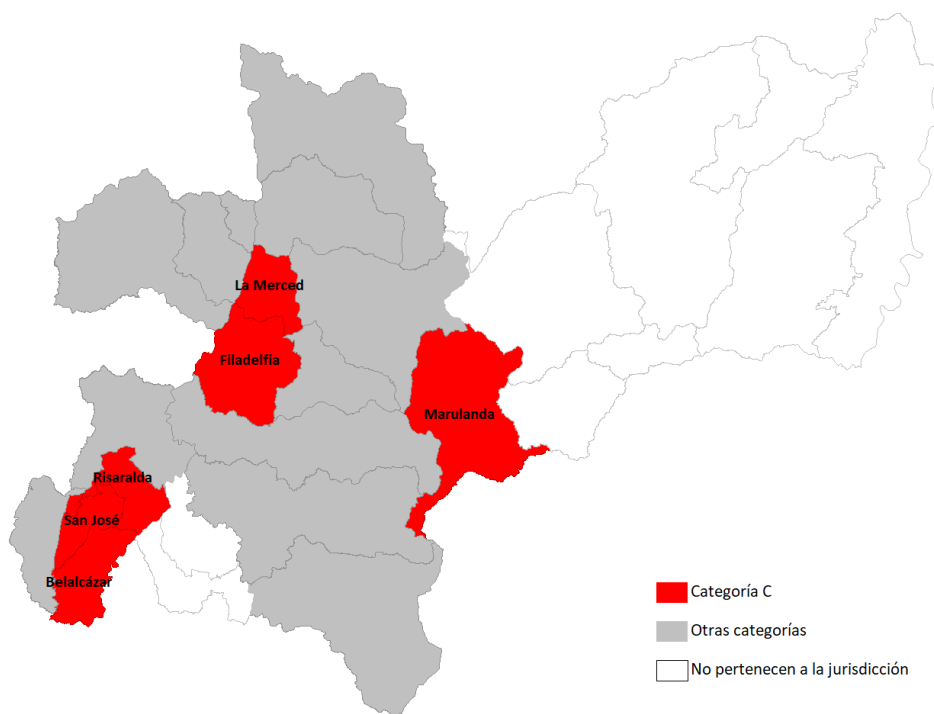 La Merced
Filadelfia
Marulanda
Risaralda
San José
Belalcázar
Categoría C
Otras categorías
No pertenecen a la jurisdicción